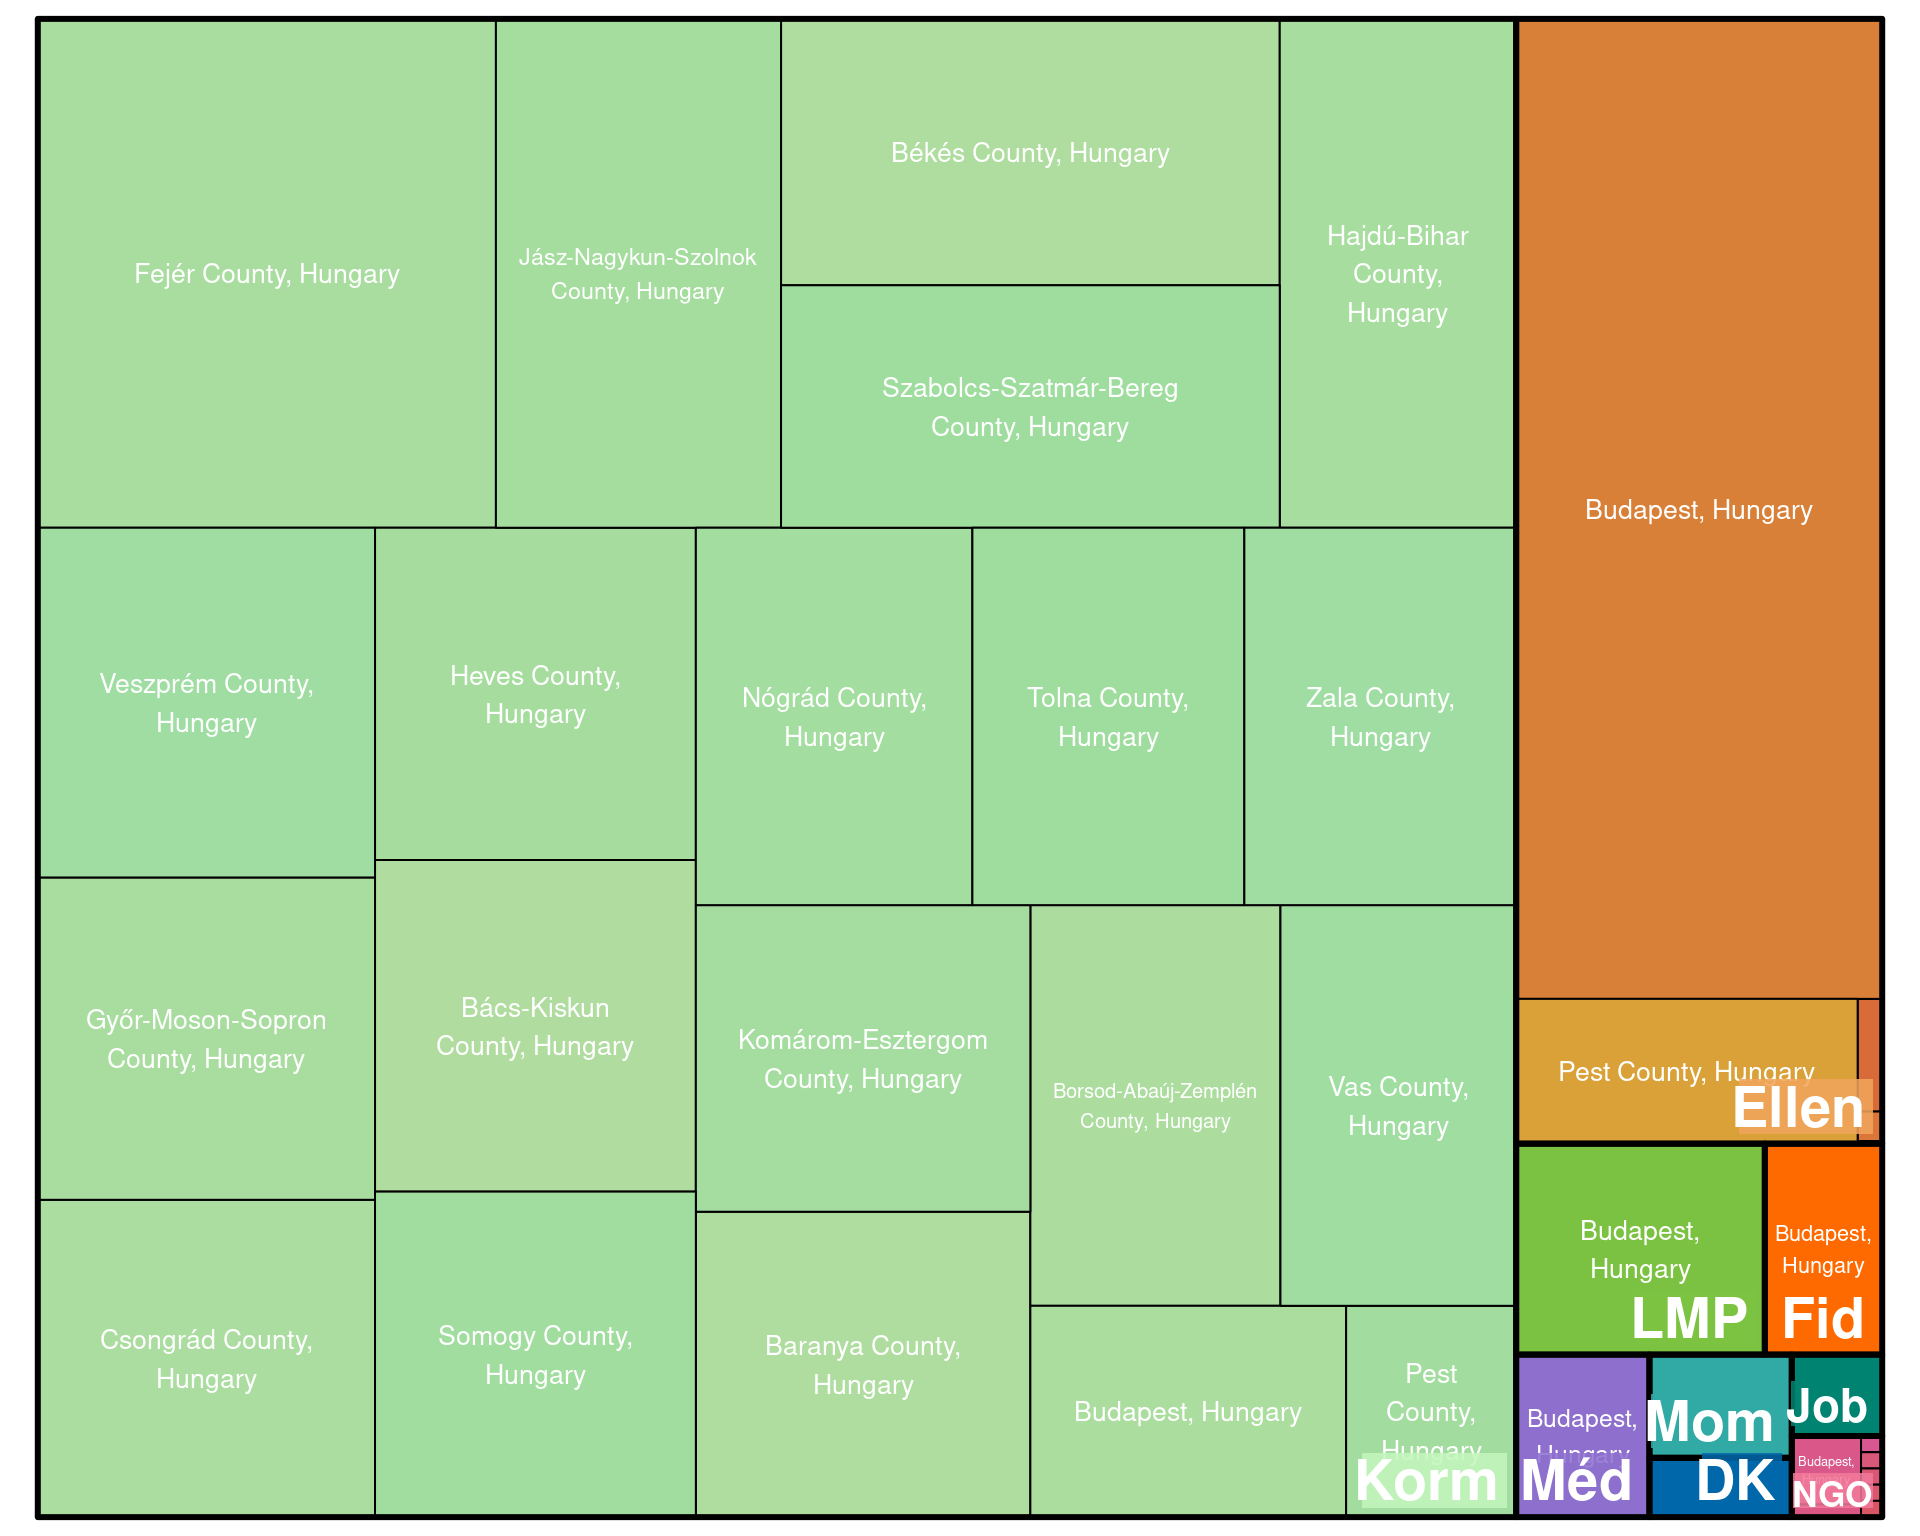 Fejér County, Hungary
Jász-Nagykun-Szolnok
County, Hungary
Békés County, Hungary
Szabolcs-Szatmár-Bereg
County, Hungary
Hajdú-Bihar
County,
Hungary
Veszprém County,
Hungary
Heves County,
Hungary
Nógrád County,
Hungary
Tolna County,
Hungary
Zala County,
Hungary
Győr-Moson-Sopron
County, Hungary
Bács-Kiskun
County, Hungary
Komárom-Esztergom
County, Hungary
Borsod-Abaúj-Zemplén
County, Hungary
Vas County,
Hungary
Csongrád County,
Hungary
Somogy County,
Hungary
Baranya County,
Hungary
Budapest, Hungary
Pest
County,
Hungary
Korm
Budapest, Hungary
Pest County, Hungary
Ellen
Budapest,
Hungary
LMP
Budapest,
Hungary
Fid
Budapest,
Hungary
Méd
Mom
DK
Job
Budapest,
NGO